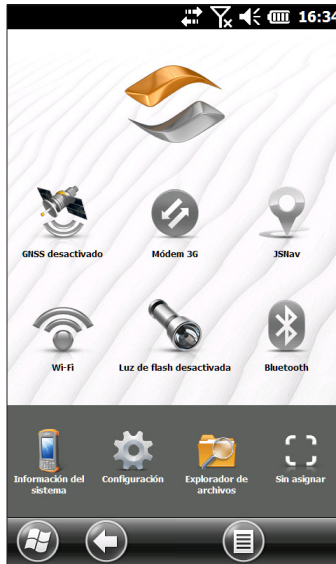 16:34
GNSS desactivado
Módem 3G
JSNav
Wi-Fi
Luz de flash desactivada
Bluetooth
Información del
sistema
Configuración
Explorador de
archivos
Sin asignar